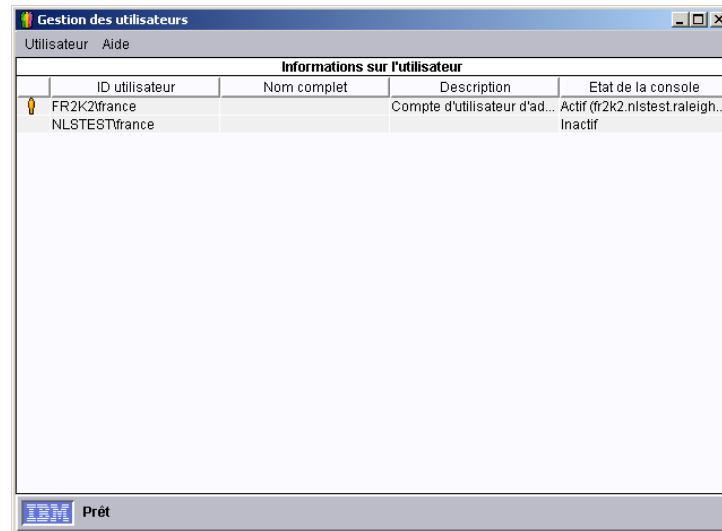 Gestion des utilisateurs
Utilisateur Aide
Informations sur l'utilisateur
ID utilisateur Nom complet Description Etat de la console
FR2K2\france Compte d'utilisateur d'ad... Actif (fr2k2.nlstest.raleigh...
NLSTEST\france Inactif
IBM Prêt